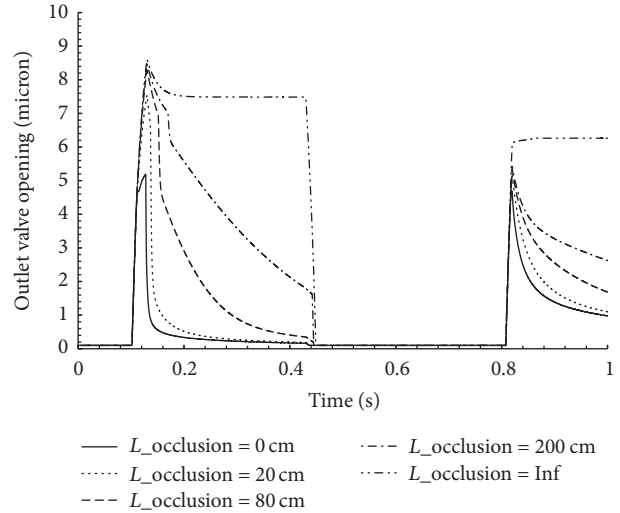 10
9
8
7
6
5
4
3
2
1
0
Outlet valve opening (micron)
0 0.2 0.4 0.6 0.8 1
Time (s)
L_occlusion = 0 cm
L_occlusion = 20 cm
L_occlusion = 80 cm
L_occlusion = 200 cm
L_occlusion = Inf